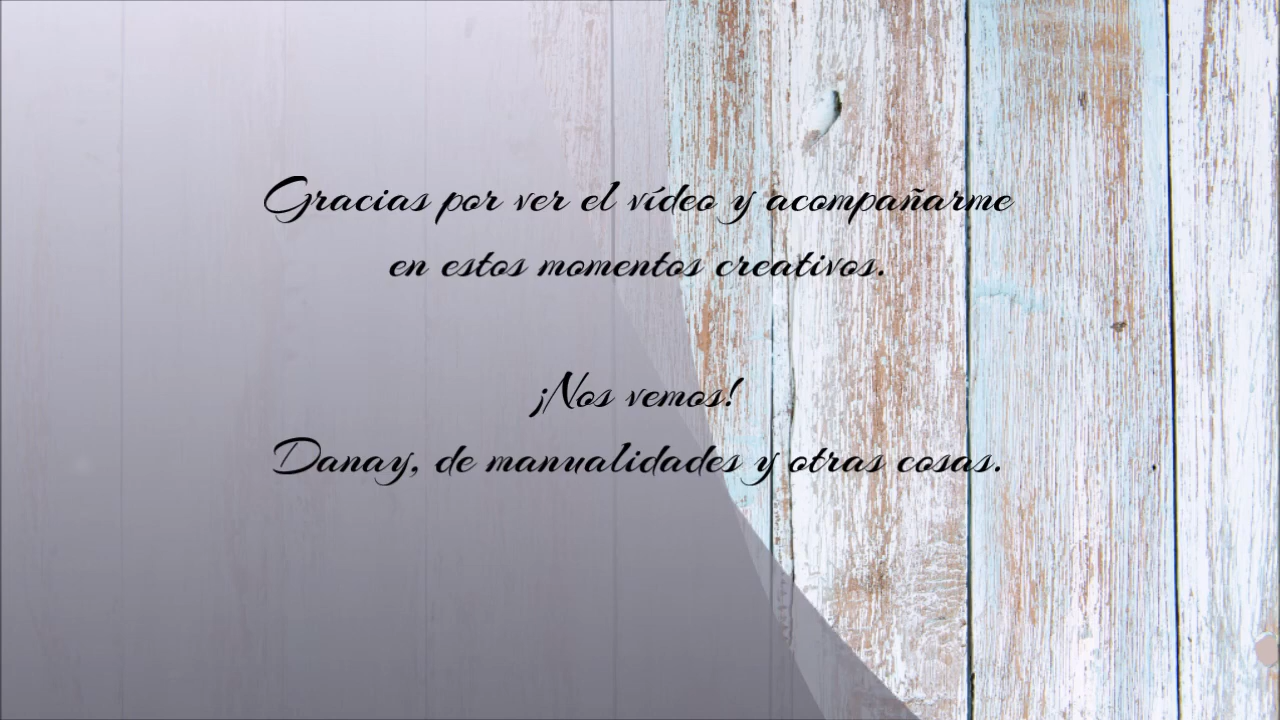 Gracias por ver el vídeo y acompañarme
en estos momentos creativos.
¡Nos vemos!
Danay, de manualidades y otras cosas.